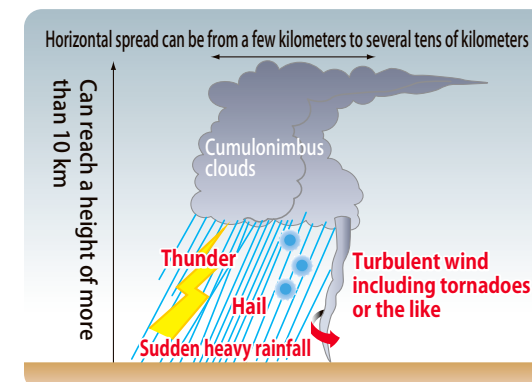 Horizontal spread can be from a few kilometers to several tens of kilometers
Can reach a height of more
than 10 km
Cumulonimbus
clouds
Thunder
Hail
Sudden heavy rainfall
Turbulent wind
including tornadoes
or the like